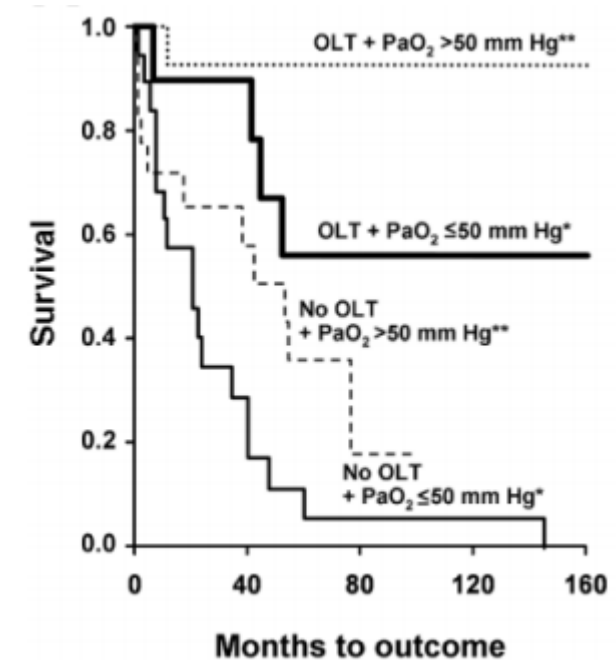 1.0
OLT + PaO₂ >50 mm Hg**
0.8
0.6
OLT + PaO₂ ≤50 mm Hg*
Survival
No OLT
+ PaO₂ >50 mm Hg**
0.4
0.2
No OLT
+ PaO₂ ≤50 mm Hg*
0.0
0 40 80 120 160
Months to outcome